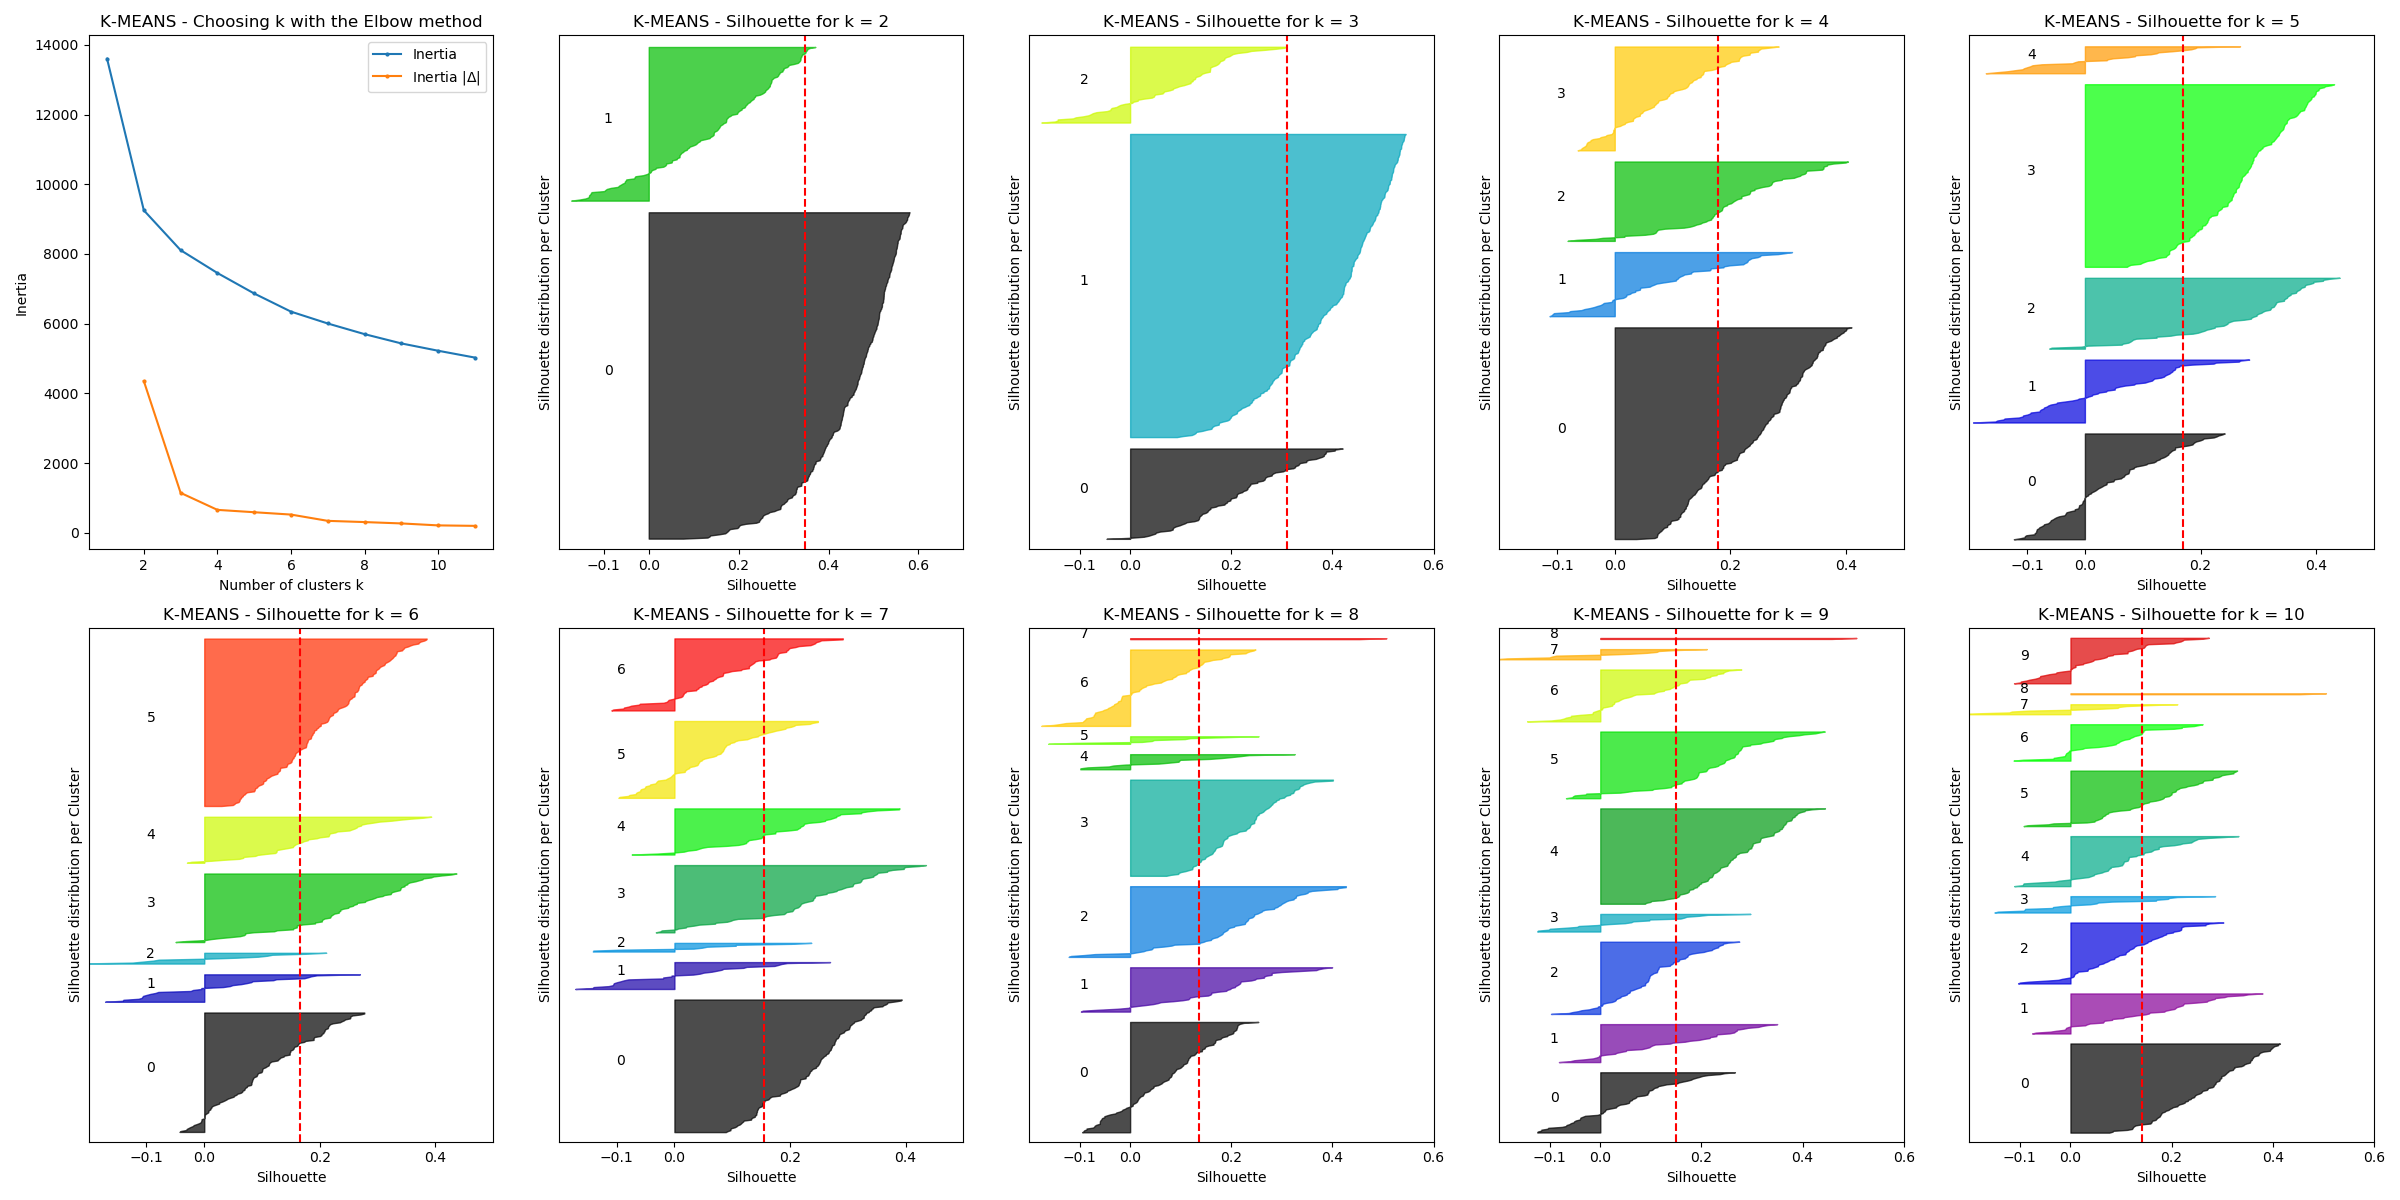 K-MEANS - Choosing k with the Elbow method
Inertia
Inertia |Δ|
14000
12000
10000
8000
6000
4000
2000
0
Inertia
2 4 6 8 10
Number of clusters k
K-MEANS - Silhouette for k = 2
Silhouette distribution per Cluster
1
0
−0.1 0.0 0.2 0.4 0.6
Silhouette
K-MEANS - Silhouette for k = 3
Silhouette distribution per Cluster
2
1
0
−0.1 0.0 0.2 0.4 0.6
Silhouette
K-MEANS - Silhouette for k = 4
Silhouette distribution per Cluster
3
2
1
0
−0.1 0.0 0.2 0.4
Silhouette
K-MEANS - Silhouette for k = 5
Silhouette distribution per Cluster
4
3
2
1
0
−0.1 0.0 0.2 0.4
Silhouette
K-MEANS - Silhouette for k = 6
Silhouette distribution per Cluster
5
4
3
2
1
0
−0.1 0.0 0.2 0.4
Silhouette
K-MEANS - Silhouette for k = 7
Silhouette distribution per Cluster
6
5
4
3
2
1
0
−0.1 0.0 0.2 0.4
Silhouette
K-MEANS - Silhouette for k = 8
Silhouette distribution per Cluster
7
6
5
4
3
2
1
0
−0.1 0.0 0.2 0.4 0.6
Silhouette
K-MEANS - Silhouette for k = 9
Silhouette distribution per Cluster
8
7
6
5
4
3
2
1
0
−0.1 0.0 0.2 0.4 0.6
Silhouette
K-MEANS - Silhouette for k = 10
Silhouette distribution per Cluster
9
8
7
6
5
4
3
2
1
0
−0.1 0.0 0.2 0.4 0.6
Silhouette